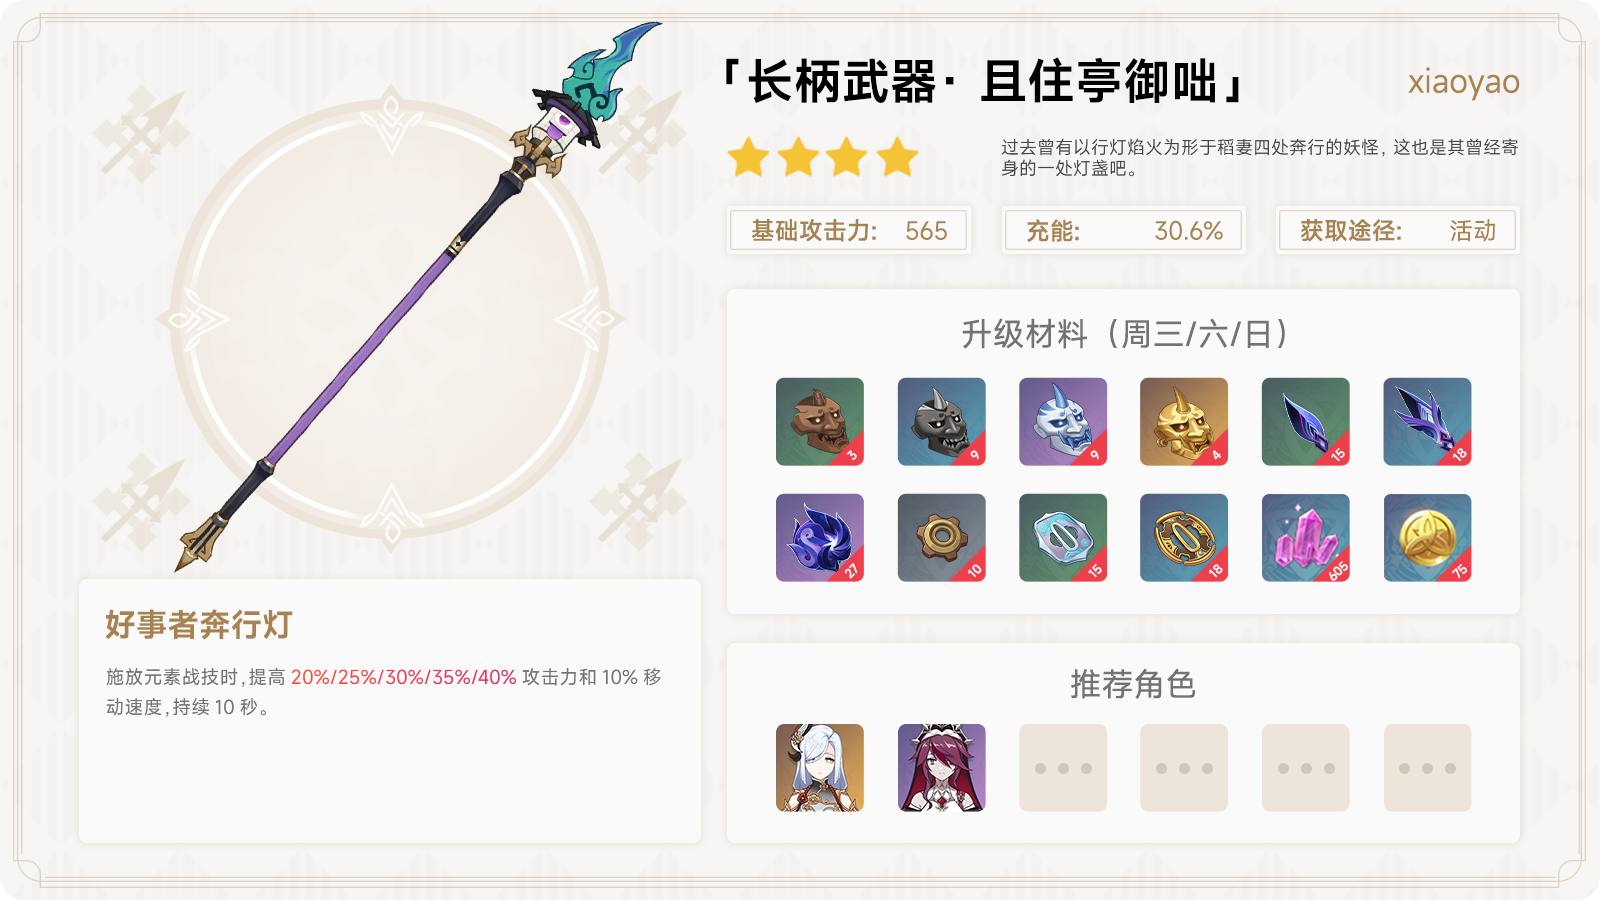 「长柄武器· 且住亭御咄」
xiaoyao
过去曾有以行灯焰火为形于稻妻四处奔行的妖怪, 这也是其曾经寄
身的一处灯盏吧。
基础攻击力: 565
充能: 30.6%
获取途径: 活动
升级材料（周三/六/日）
3
9
9
4
15
18
27
10
15
18
605
75
好事者奔行灯
施放元素战技时,提高 20%/25%/30%/35%/40% 攻击力和 10% 移
动速度,持续 10 秒。
推荐角色